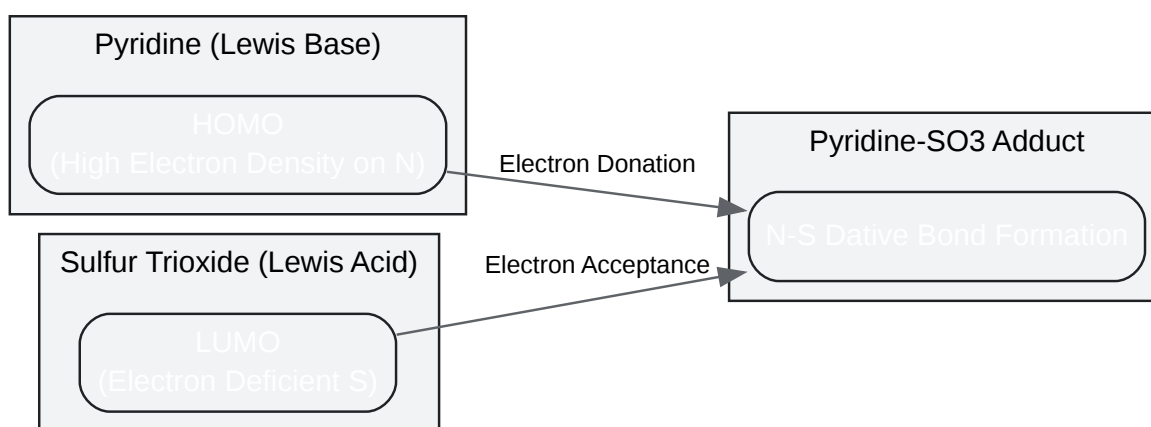 Pyridine (Lewis Base)
HOMO
(High Electron Density on N)
Electron Donation
Sulfur Trioxide (Lewis Acid)
LUMO
(Electron Deficient S)
Electron Acceptance
Pyridine-SO3 Adduct
N-S Dative Bond Formation